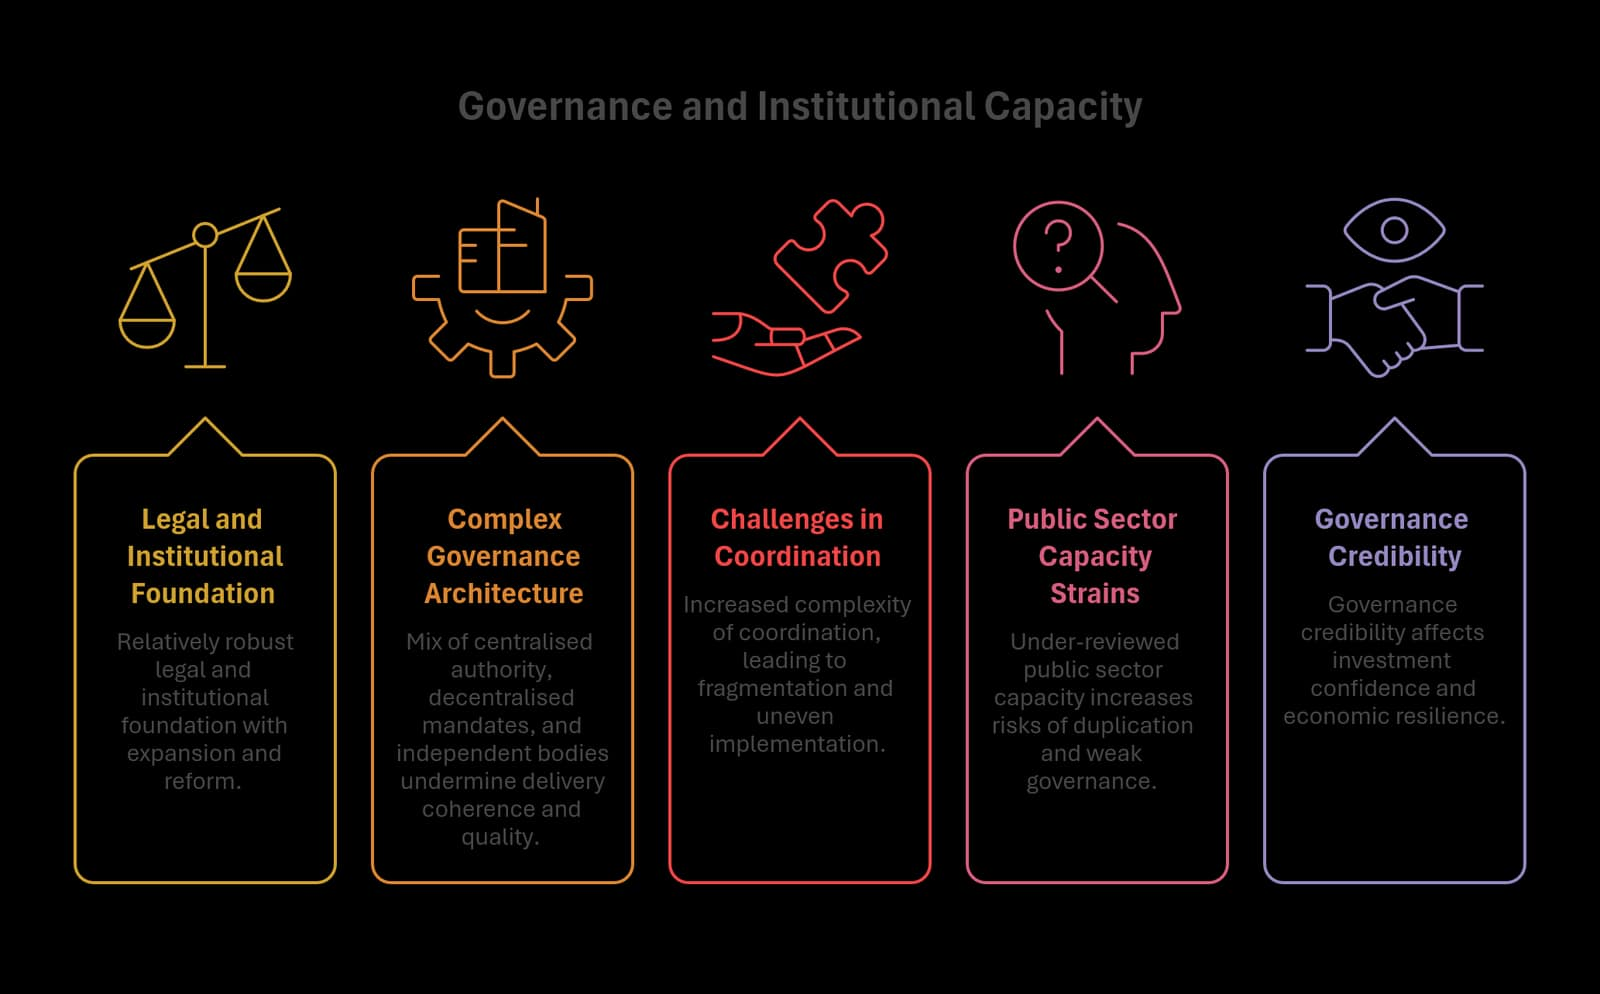 Governance and Institutional Capacity
?
Legal and
Institutional
Foundation
Relatively robust
legal and
institutional
foundation with
expansion and
reform.
Complex
Governance
Architecture
Mix of centralised
authority,
decentralised
mandates, and
independent bodies
undermine delivery
coherence and
quality.
Challenges in
Coordination
Increased complexity
of coordination,
leading to
fragmentation and
uneven
implementation.
Public Sector
Capacity
Strains
Under-reviewed
public sector
capacity increases
risks of duplication
and weak
governance.
Governance
Credibility
Governance
credibility affects
investment
confidence and
economic resilience.